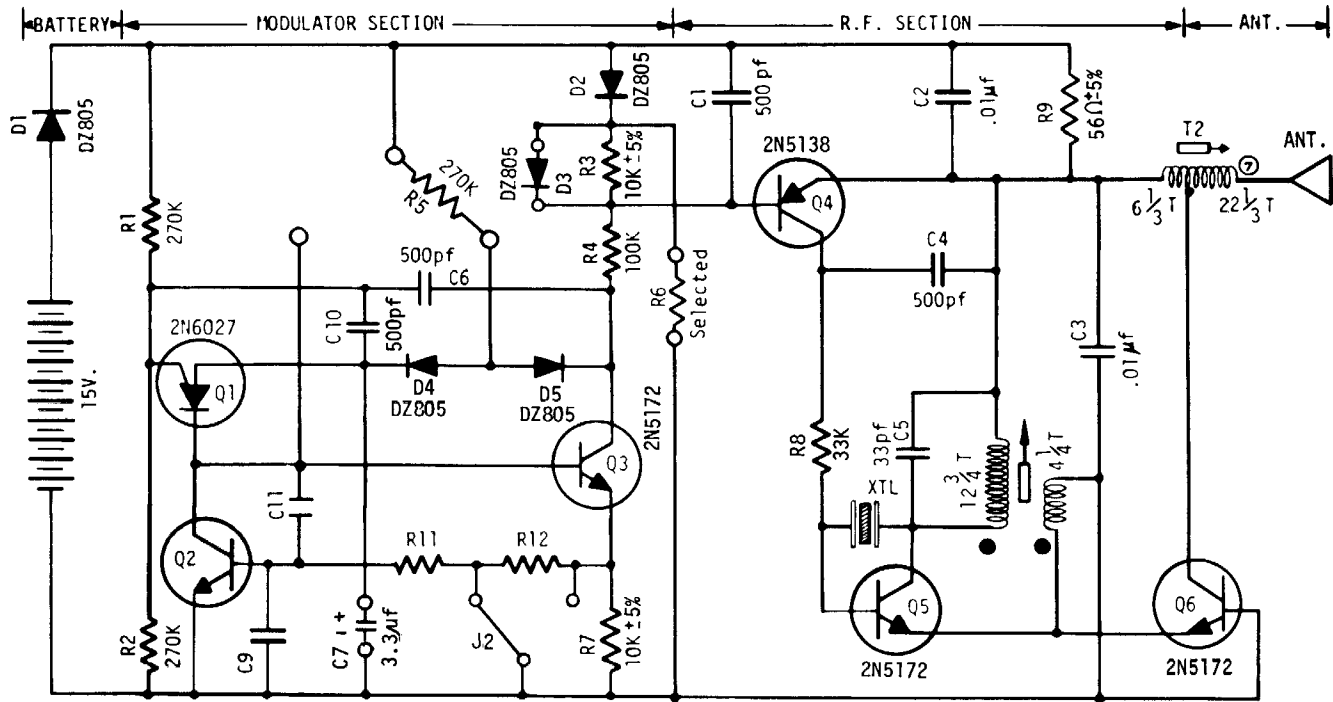 BATTERY MODULATOR SECTION R.F. SECTION ANT.
D1
DZ805
D2
DZ805
C1
500 pf
C2
.01µf
R9
56Ω±5%
T2
ANT.
2N5138
Q4
7
6 1/3 T
22 1/3 T
DZ805
D3
R3
10K ±5%
270K
R5
R1
270K
R4
100K
500pf
C6
C10
500pf
R6
Selected
C4
500pf
C3
.01µf
15V.
2N6027
Q1
D4
DZ805
D5
DZ805
2N5172
Q3
R8
33K
C5
33pf
12 3/4 T
4 1/4 T
XTL
C11
Q2
R11
R12
R2
270K
C9
C7 +
3.3µf
J2
R7
10K ±5%
Q5
2N5172
Q6
2N5172